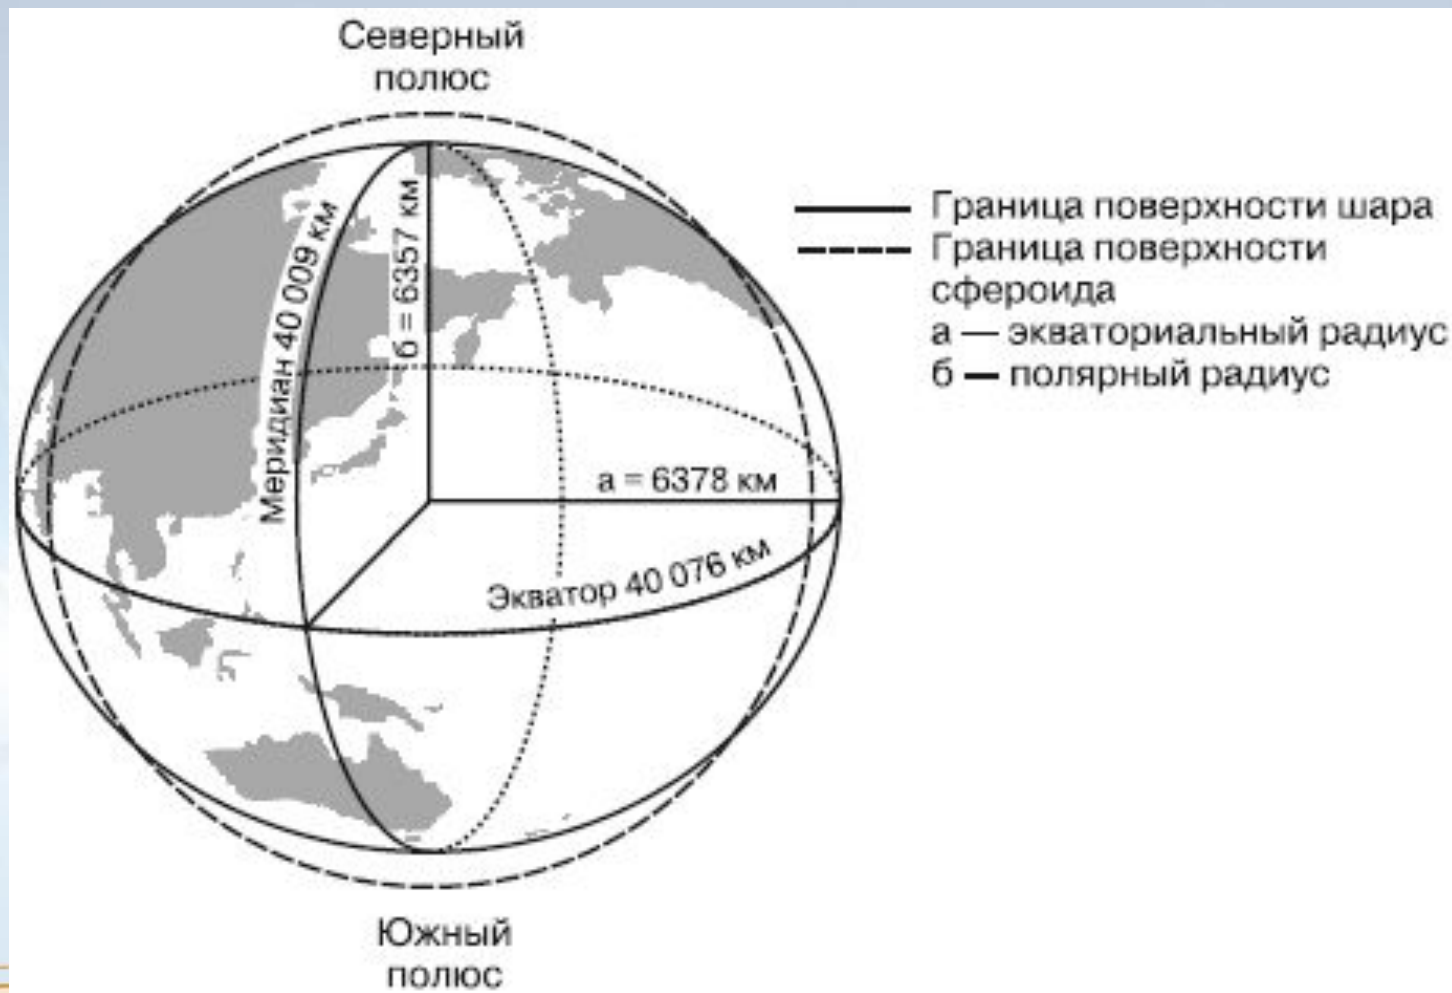 Северный
полюс
Меридиан 40 009 км
б = 6357 км
а = 6378 км
Экватор 40 076 км
Южный
полюс
Граница поверхности шара
Граница поверхности
сфероида
а — экваториальный радиус
б — полярный радиус